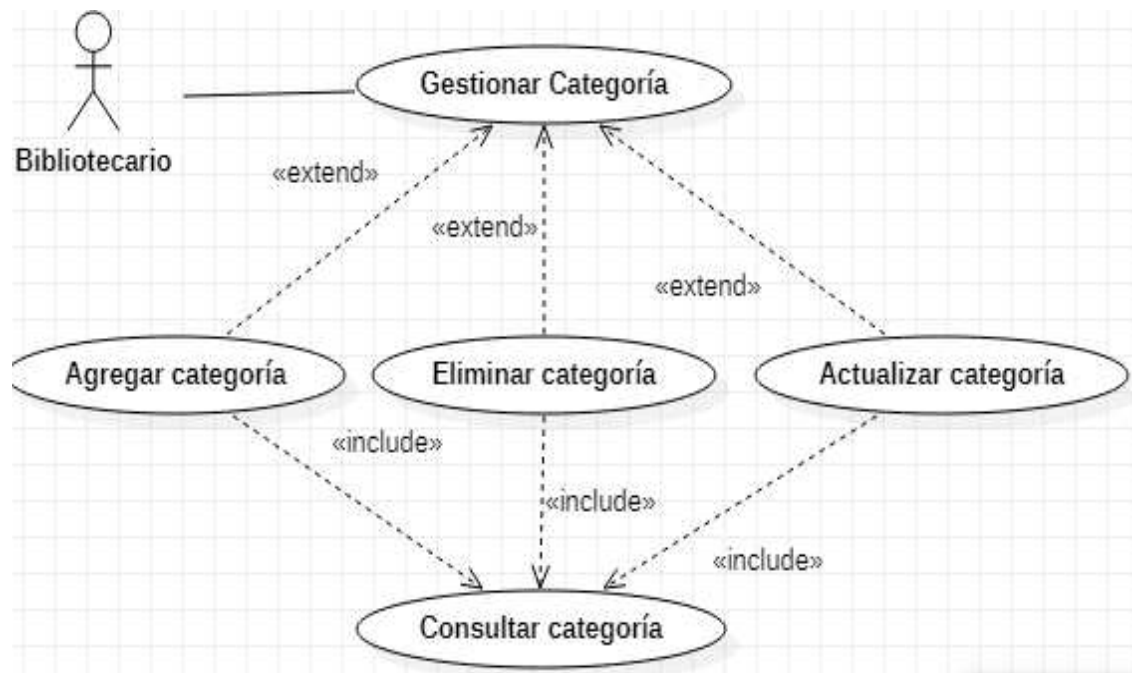 Gestionar Categoría
Bibliotecario
«extend»
«extend»
«extend»
Agregar categoría
Eliminar categoría
Actualizar categoría
«include»
«include»
«include»
Consultar categoría